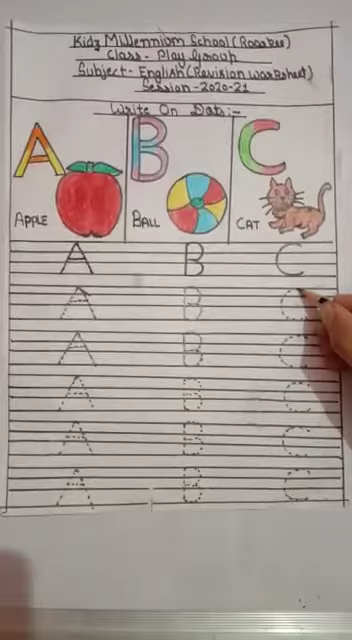 Kidz Millennium School (Roorkee)
Class - Play Group
Subject - English (Revision worksheet)
Session - 2020-21
Write On Dots :-
A B C
APPLE BALL CAT
A B C
A B C
A B C
A B C
A B C
A B C